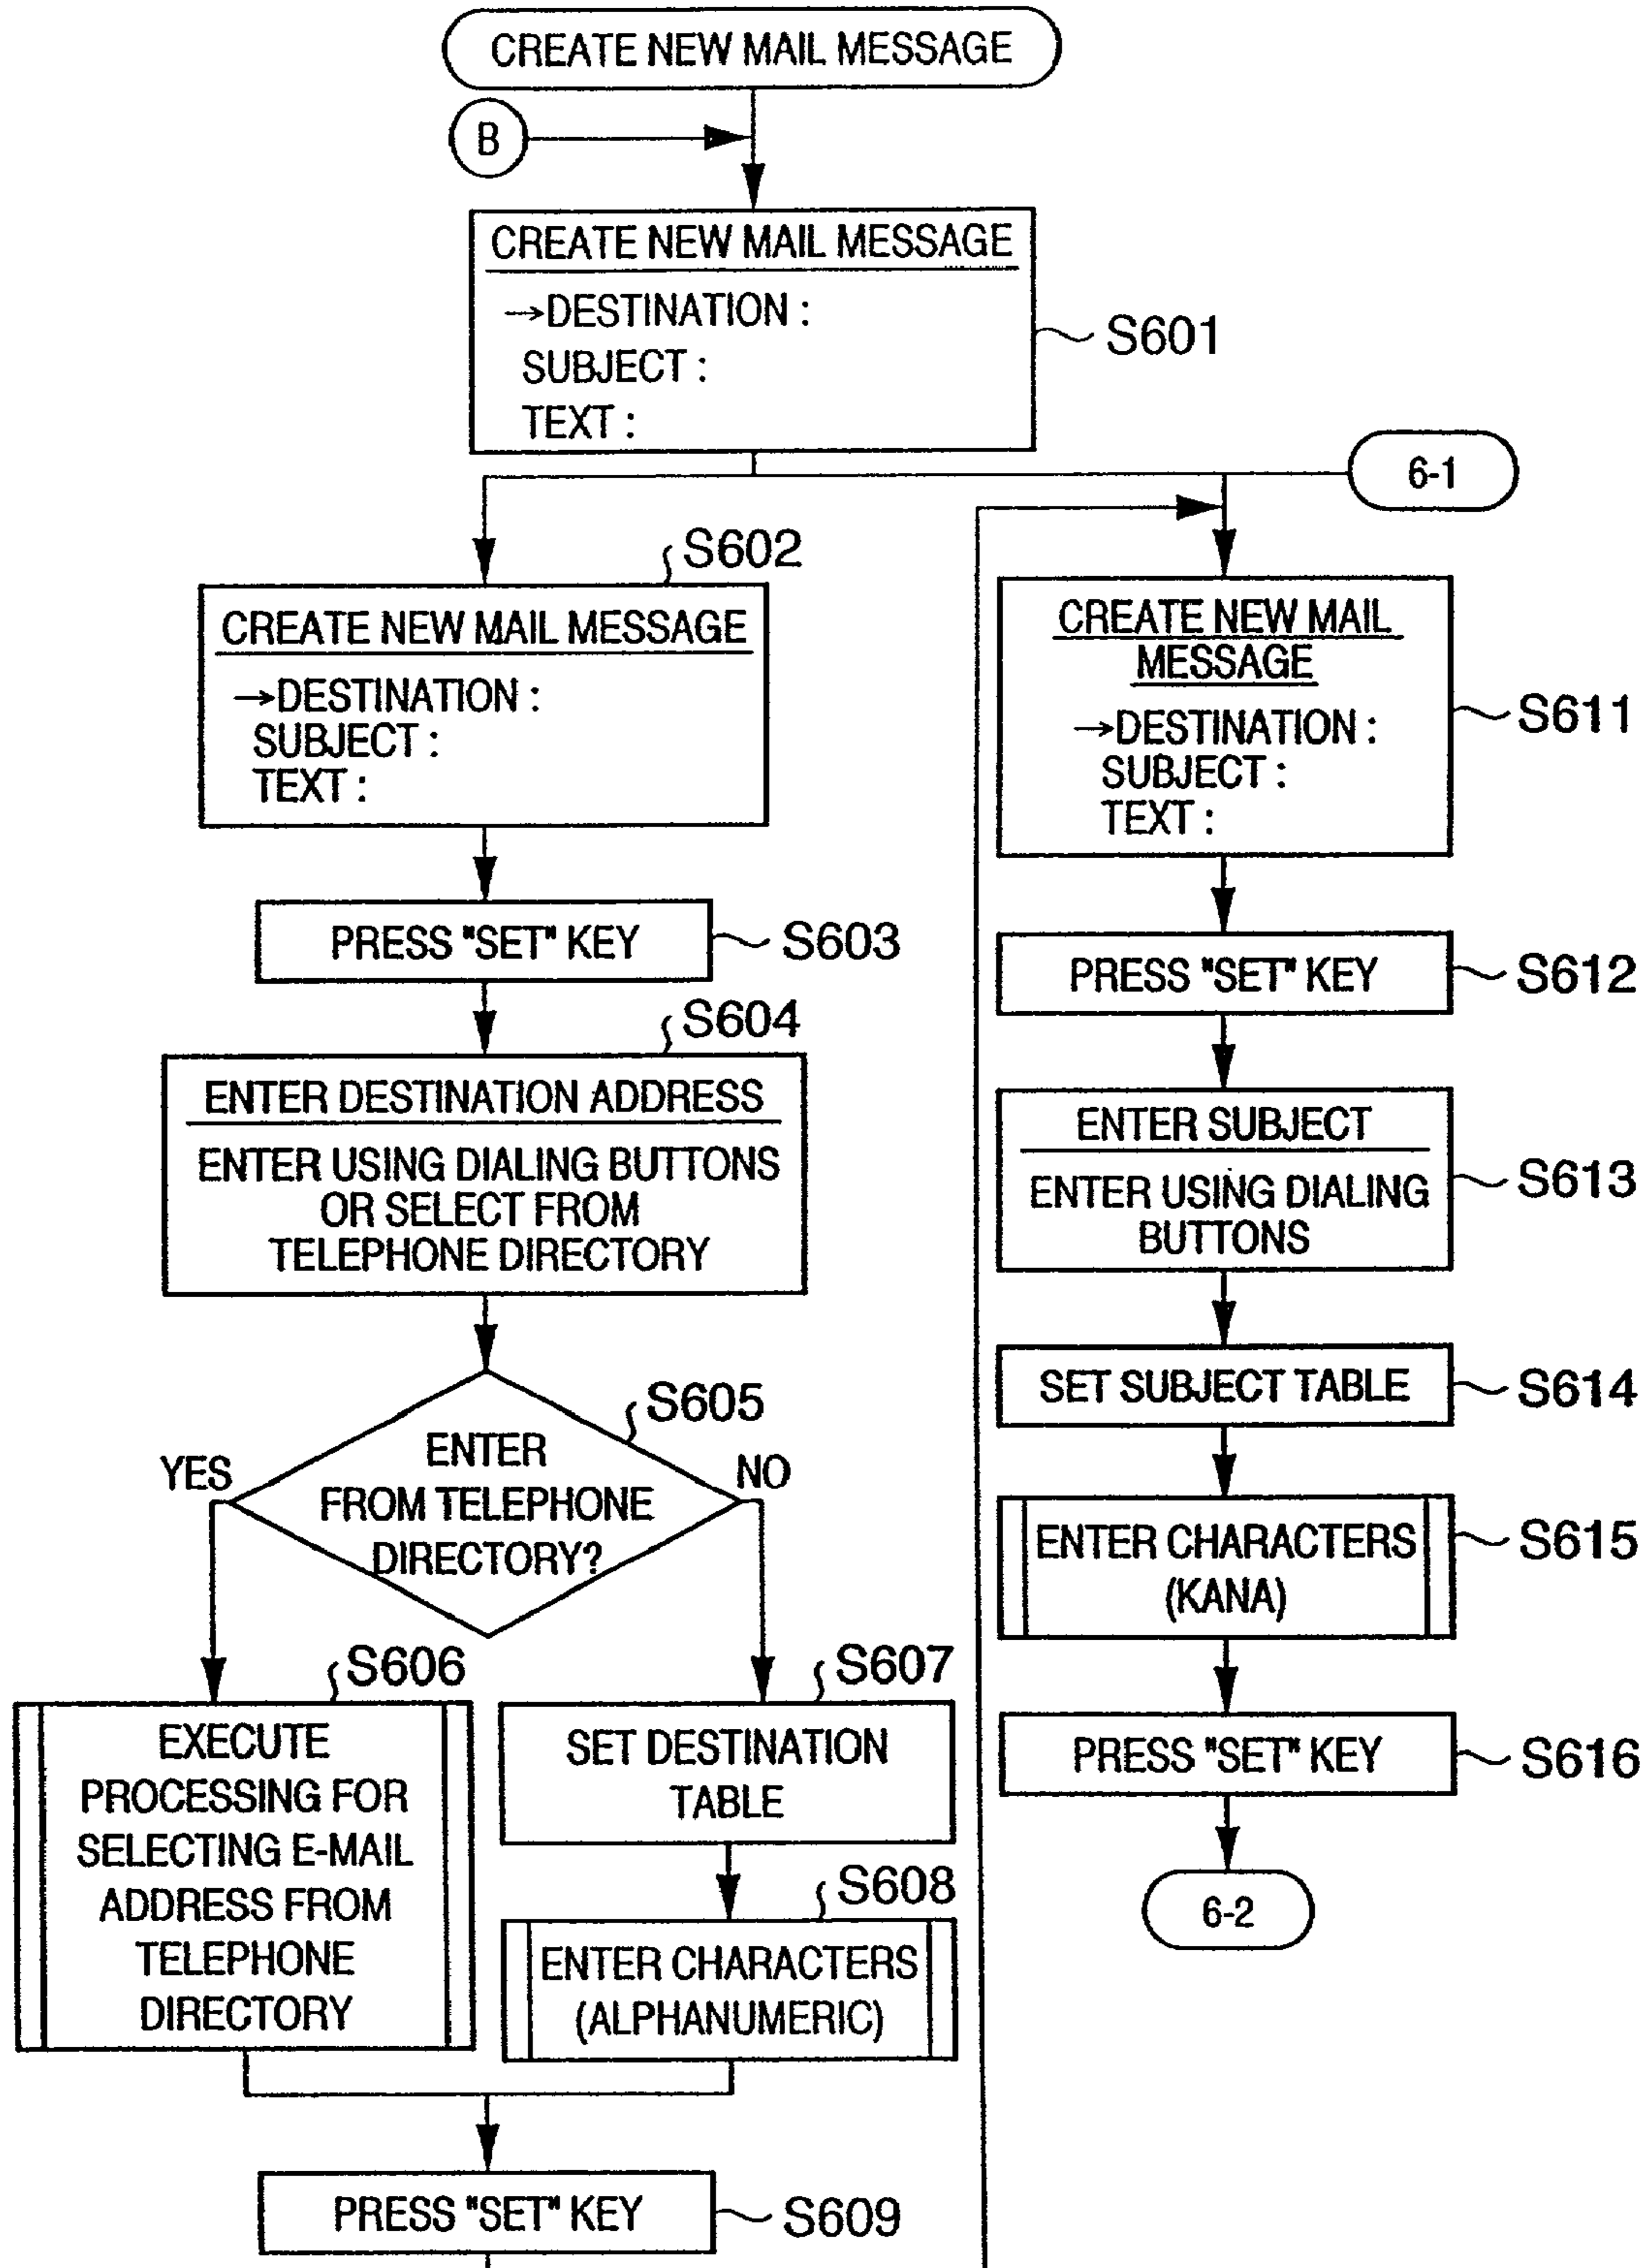 CREATE NEW MAIL MESSAGE
B
CREATE NEW MAIL MESSAGE
→DESTINATION :
SUBJECT :
TEXT :
S601
6-1
S602
CREATE NEW MAIL MESSAGE
→DESTINATION :
SUBJECT :
TEXT :
PRESS "SET" KEY
S603
S604
ENTER DESTINATION ADDRESS
ENTER USING DIALING BUTTONS
OR SELECT FROM
TELEPHONE DIRECTORY
S605
ENTER
FROM TELEPHONE
DIRECTORY?
YES
NO
S606
EXECUTE
PROCESSING FOR
SELECTING E-MAIL
ADDRESS FROM
TELEPHONE
DIRECTORY
S607
SET DESTINATION
TABLE
S608
ENTER CHARACTERS
(ALPHANUMERIC)
PRESS "SET" KEY
S609
CREATE NEW MAIL
MESSAGE
→DESTINATION :
SUBJECT :
TEXT :
S611
PRESS "SET" KEY
S612
ENTER SUBJECT
ENTER USING DIALING
BUTTONS
S613
SET SUBJECT TABLE
S614
ENTER CHARACTERS
(KANA)
S615
PRESS "SET" KEY
S616
6-2